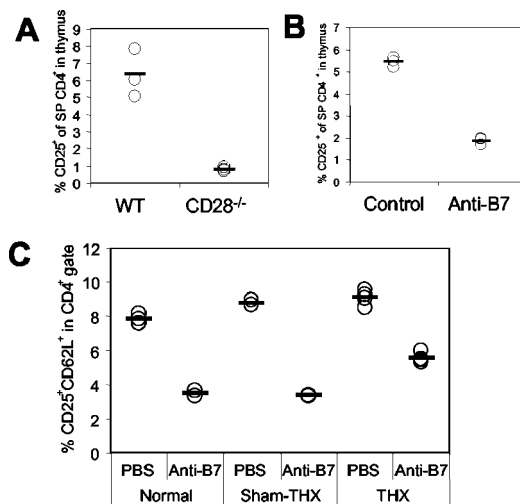 A
% CD25+ of SP CD4+ in thymus
9
8
7
6
5
4
3
2
1
0
WT
CD28-/-
B
% CD25+ of SP CD4+ in thymus
7
6
5
4
3
2
1
0
Control
Anti-B7
C
% CD25+CD62L+ in CD4+ gate
12
10
8
6
4
2
0
PBS Anti-B7 PBS Anti-B7 PBS Anti-B7
Normal Sham-THX THX